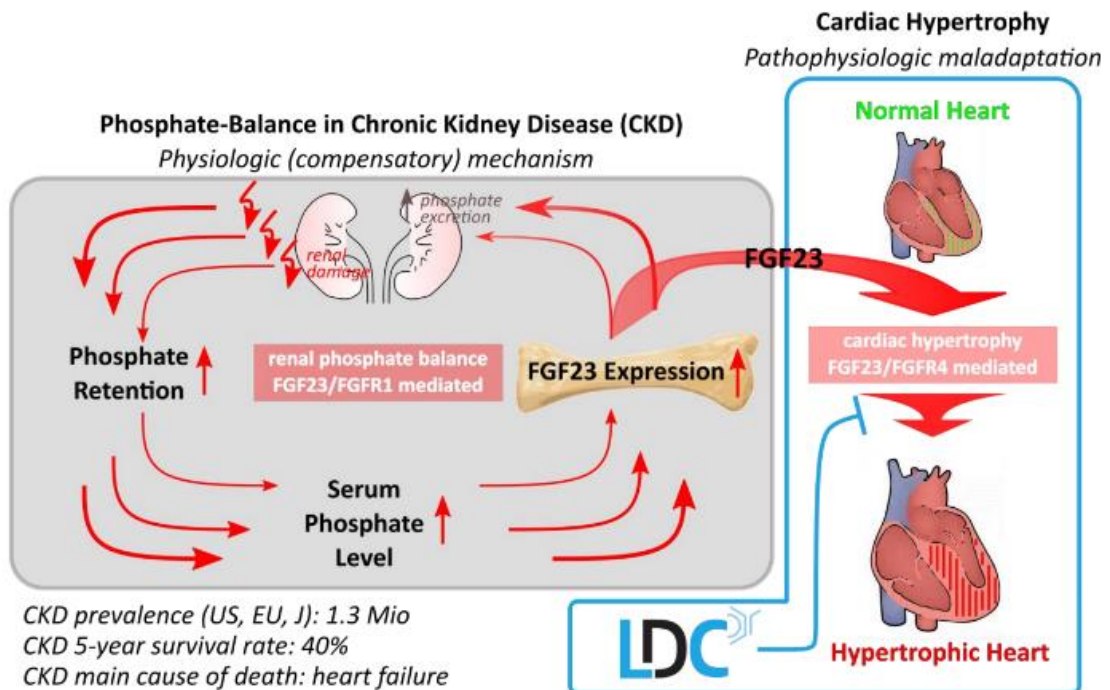 Cardiac Hypertrophy
Pathophysiologic maladaptation
Normal Heart
Phosphate-Balance in Chronic Kidney Disease (CKD)
Physiologic (compensatory) mechanism
phosphate
excretion
renal
damage
FGF23
Phosphate
Retention
renal phosphate balance
FGF23/FGFR1 mediated
FGF23 Expression
cardiac hypertrophy
FGF23/FGFR4 mediated
Serum
Phosphate
Level
CKD prevalence (US, EU, J): 1.3 Mio
CKD 5-year survival rate: 40%
CKD main cause of death: heart failure
LDC
Hypertrophic Heart